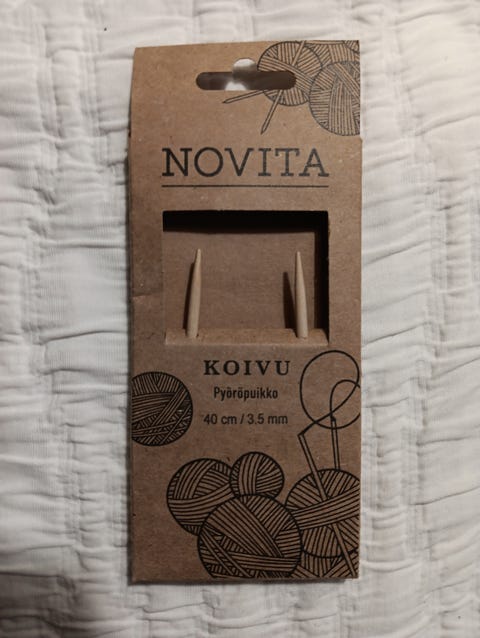 NOVITA
KOIVU
Pyöröpuikko
40 cm / 3.5 mm